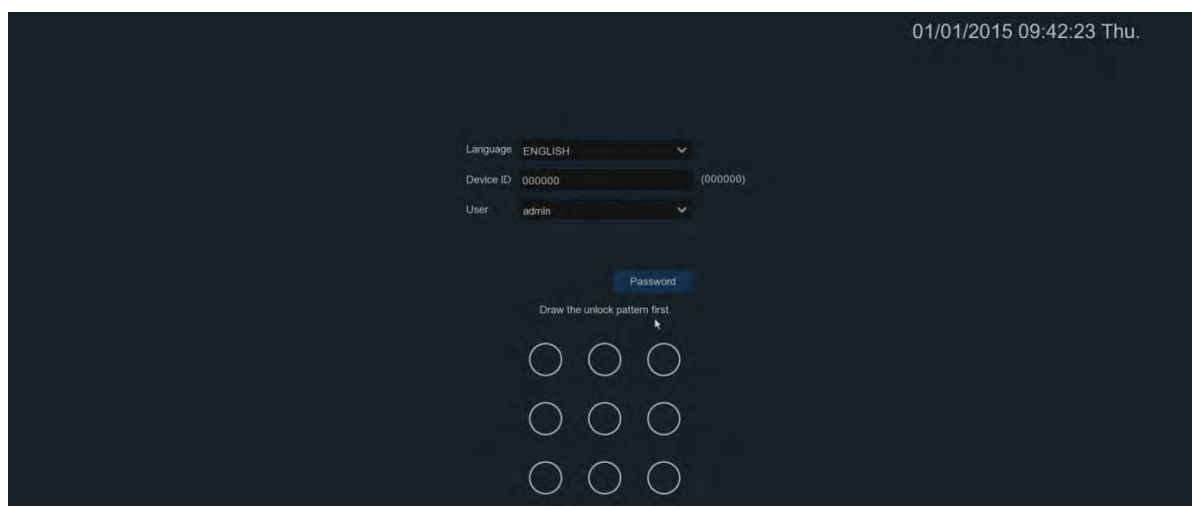 01/01/2015 09:42:23 Thu.
Language ENGLISH
Device ID 000000 (000000)
User admin
Password
Draw the unlock pattern first.